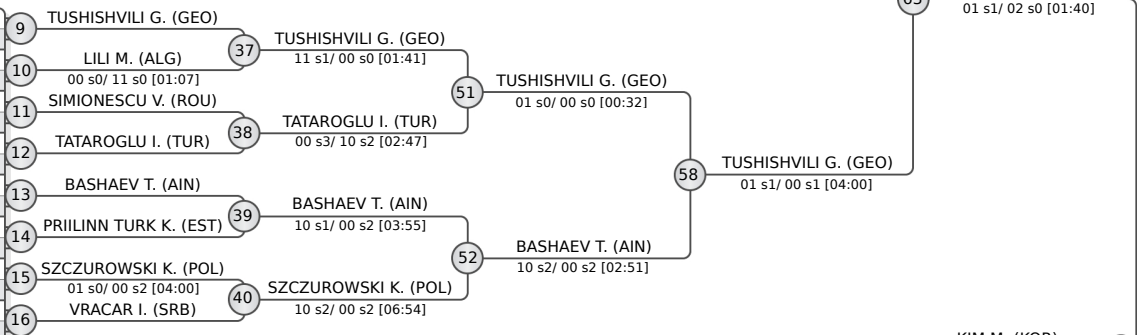 9
TUSHISHVILI G. (GEO)
10
LILI M. (ALG)
00 s0/ 11 s0 [01:07]
11
SIMIONESCU V. (ROU)
12
TATAROGLU I. (TUR)
13
BASHAEV T. (AIN)
14
PRIILINN TURK K. (EST)
15
SZCZUROWSKI K. (POL)
01 s0/ 00 s2 [04:00]
16
VRACAR I. (SRB)
37
TUSHISHVILI G. (GEO)
11 s1/ 00 s0 [01:41]
38
TATAROGLU I. (TUR)
00 s3/ 10 s2 [02:47]
39
BASHAEV T. (AIN)
10 s1/ 00 s2 [03:55]
40
SZCZUROWSKI K. (POL)
10 s2/ 00 s2 [06:54]
51
TUSHISHVILI G. (GEO)
01 s0/ 00 s0 [00:32]
52
BASHAEV T. (AIN)
10 s2/ 00 s2 [02:51]
58
TUSHISHVILI G. (GEO)
01 s1/ 00 s1 [04:00]
01 s1/ 02 s0 [01:40]